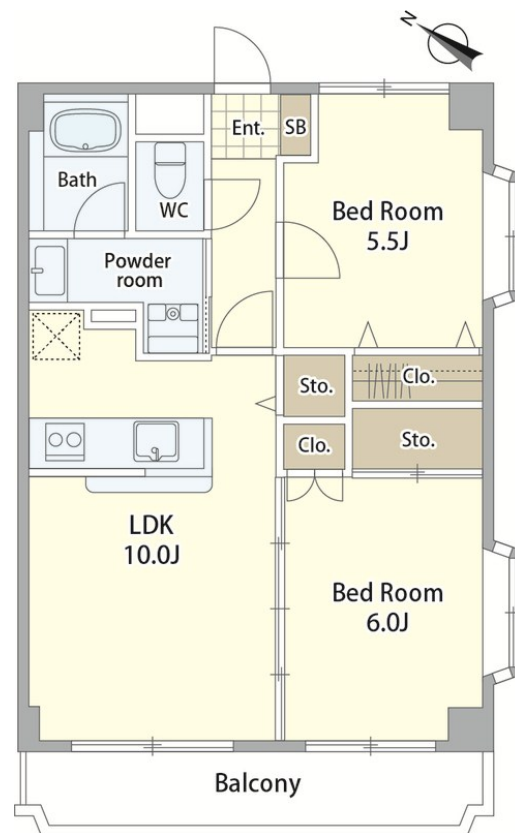 N
Ent.
SB
Bath
WC
Bed Room
5.5J
Powder
room
Sto.
Clo.
Clo.
Sto.
LDK
10.0J
Bed Room
6.0J
Balcony